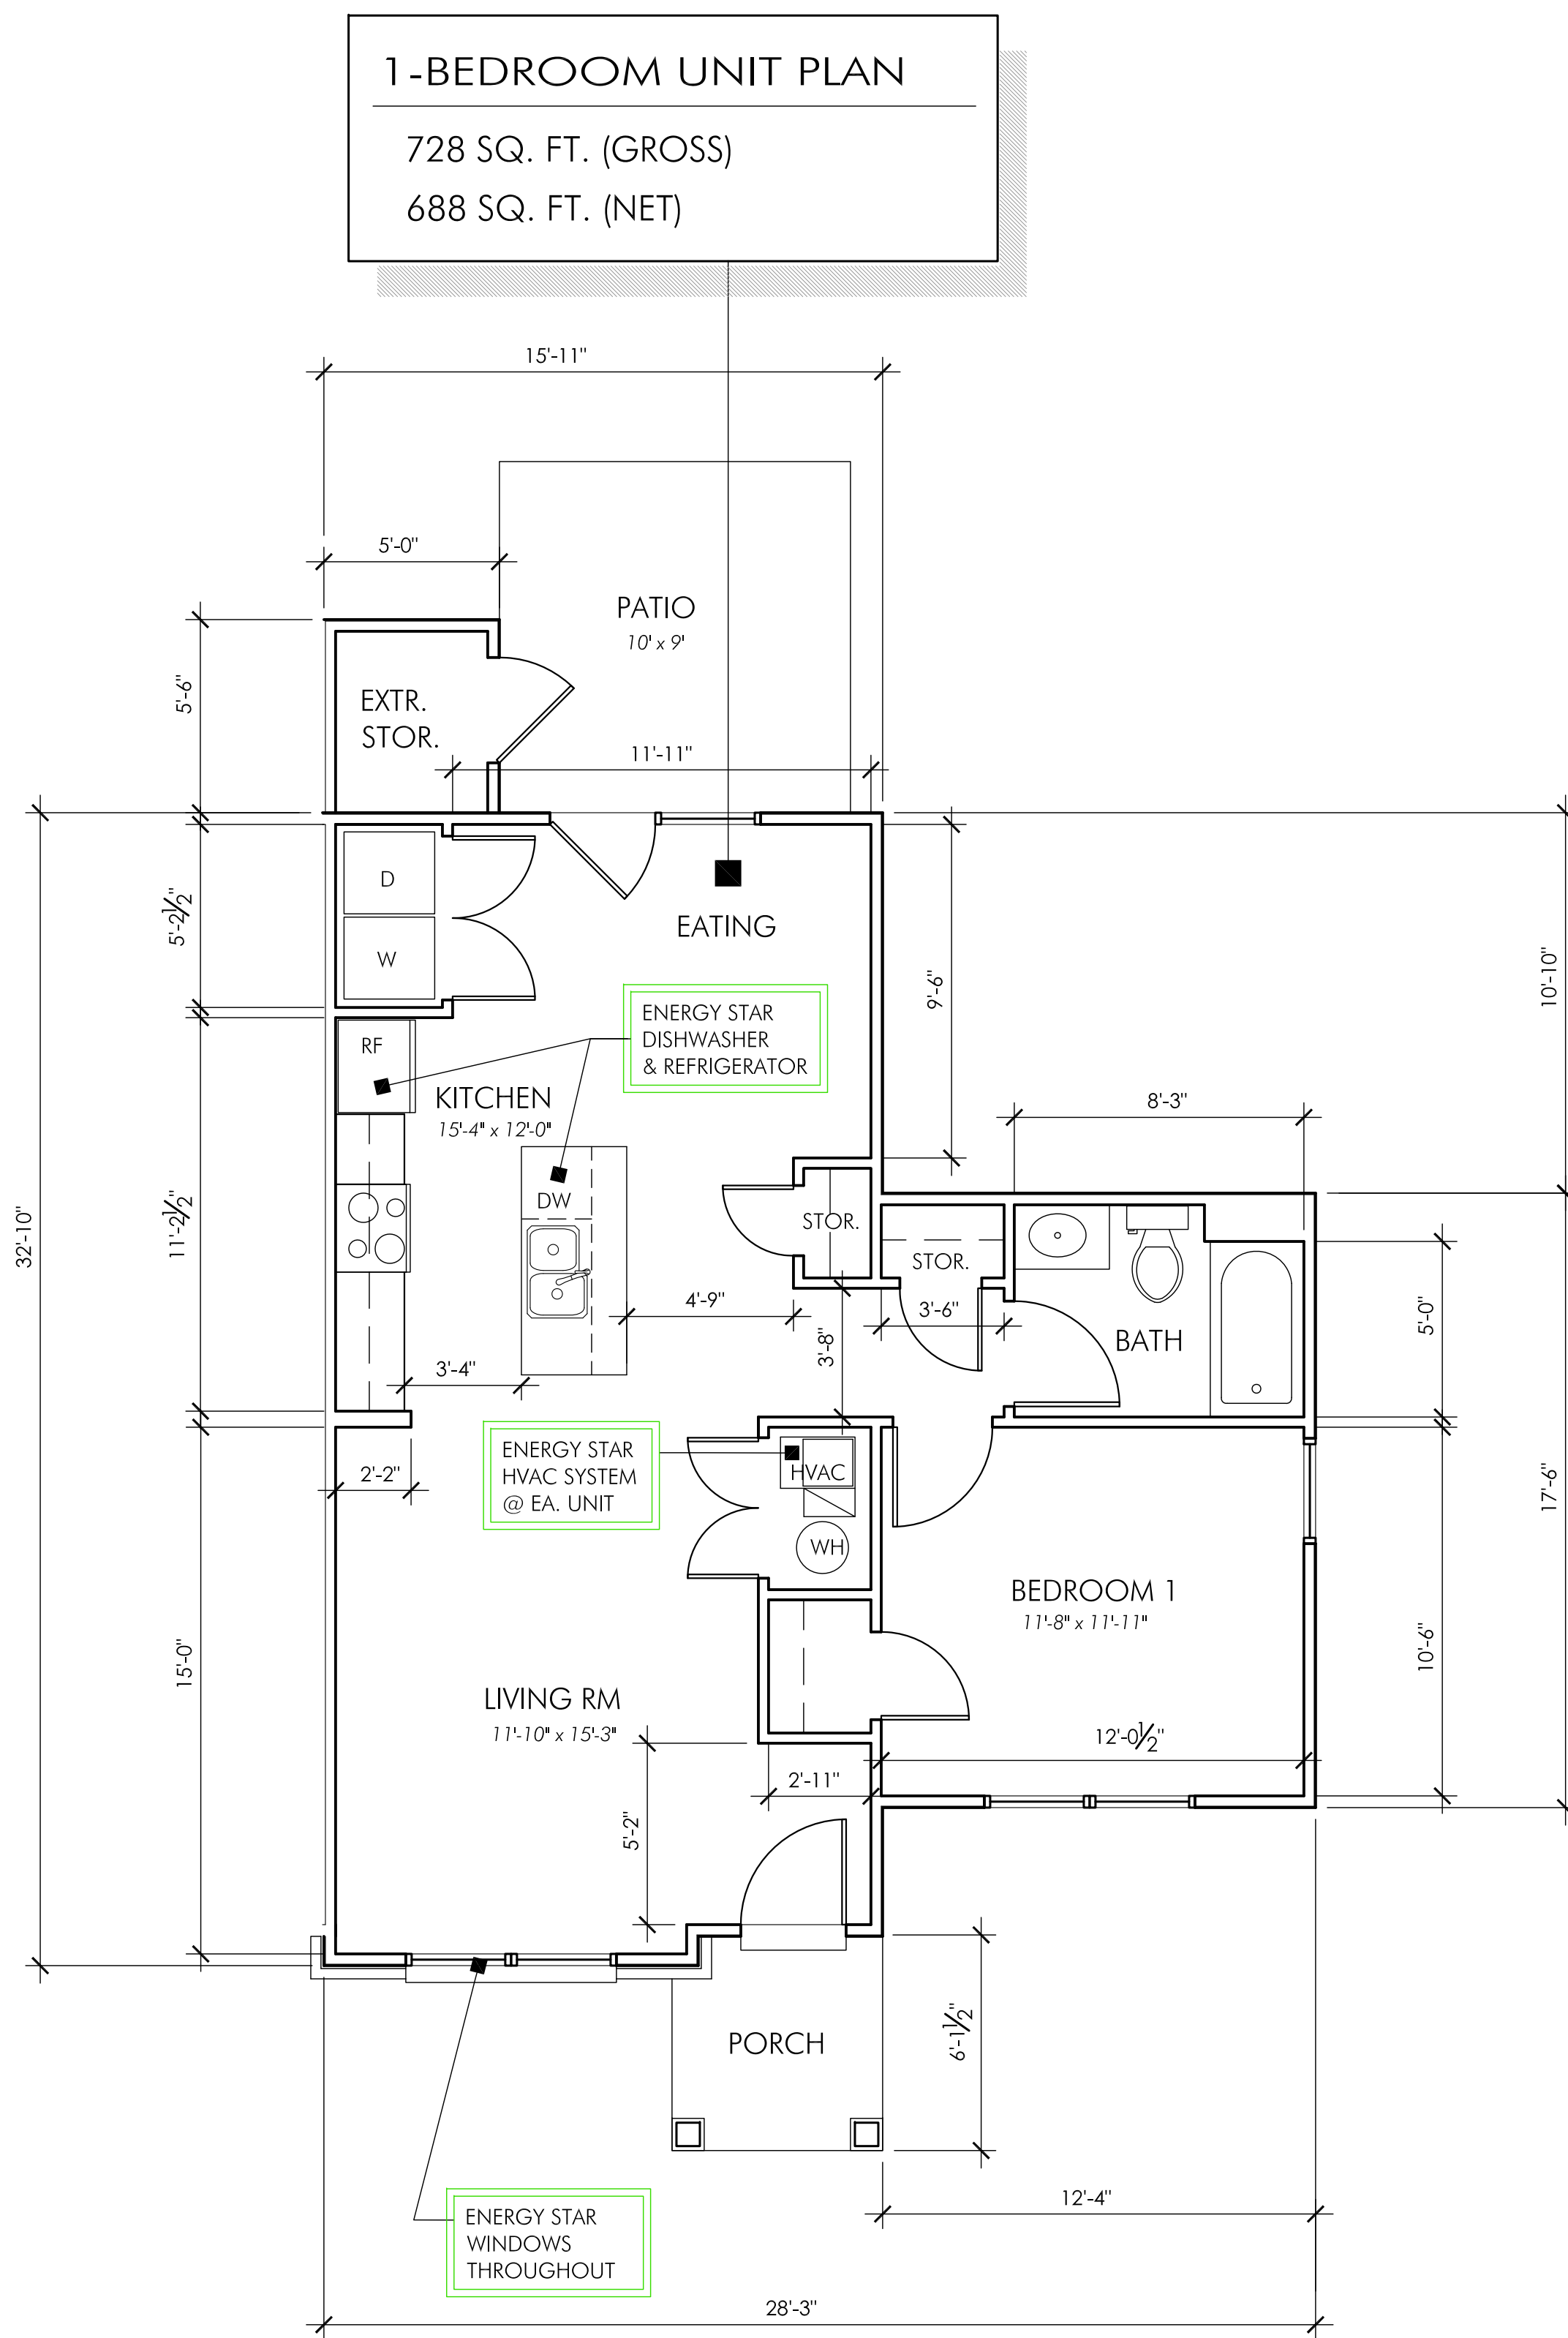 1-BEDROOM UNIT PLAN
728 SQ. FT. (GROSS)
688 SQ. FT. (NET)
15'-11"
5'-0"
PATIO
10' x 9'
5'-6"
EXTR.
STOR.
11'-11"
D
W
5'-2½"
EATING
9'-6"
10'-10"
ENERGY STAR
DISHWASHER
& REFRIGERATOR
RF
KITCHEN
15'-4" x 12'-0"
8'-3"
DW
STOR.
STOR.
11'-2½"
32'-10"
4'-9"
3'-6"
3'-8"
BATH
5'-0"
3'-4"
2'-2"
ENERGY STAR
HVAC SYSTEM
@ EA. UNIT
HVAC
WH
17'-6"
BEDROOM 1
11'-8" x 11'-11"
10'-6"
15'-0"
LIVING RM
11'-10" x 15'-3"
12'-0½"
2'-11"
5'-2"
PORCH
6'-1½"
12'-4"
ENERGY STAR
WINDOWS
THROUGHOUT
28'-3"